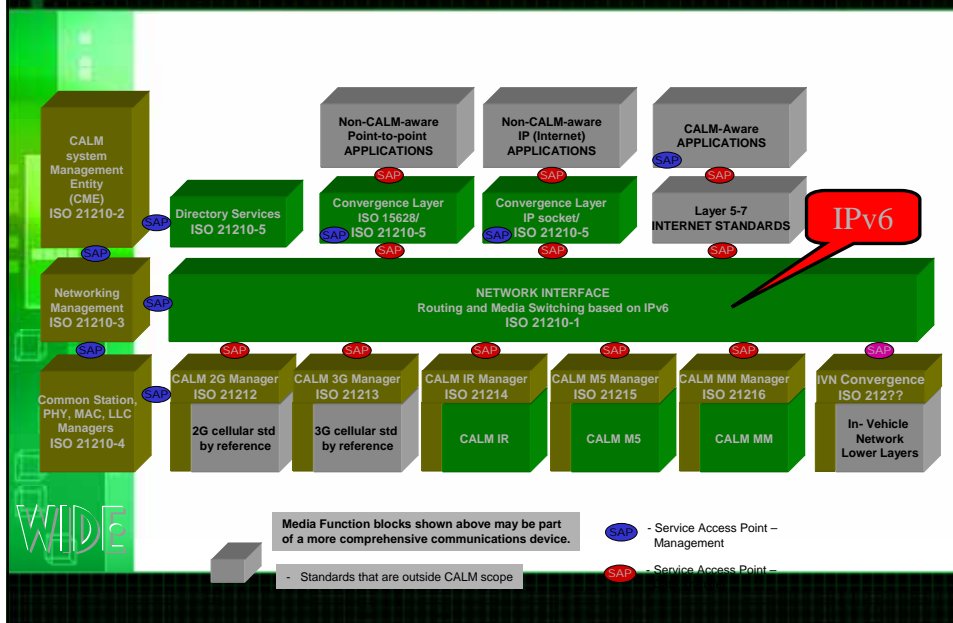 Non-CALM-aware
Point-to-point
APPLICATIONS
Non-CALM-aware
IP (Internet)
APPLICATIONS
CALM-Aware
APPLICATIONS
SAP
SAP
SAP
SAP
CALM
system
Management
Entity
(CME)
ISO 21210-2
SAP
Directory Services
ISO 21210-5
Convergence Layer
ISO 15628/
ISO 21210-5
SAP
Convergence Layer
IP socket/
ISO 21210-5
SAP
Layer 5-7
INTERNET STANDARDS
IPv6
SAP
SAP
SAP
SAP
Networking
Management
ISO 21210-3
SAP
NETWORK INTERFACE
Routing and Media Switching based on IPv6
ISO 21210-1
SAP
SAP
SAP
SAP
SAP
SAP
SAP
Common Station,
PHY, MAC, LLC
Managers
ISO 21210-4
SAP
CALM 2G Manager
ISO 21212
2G cellular std
by reference
CALM 3G Manager
ISO 21213
3G cellular std
by reference
CALM IR Manager
ISO 21214
CALM IR
CALM M5 Manager
ISO 21215
CALM M5
CALM MM Manager
ISO 21216
CALM MM
IVN Convergence
ISO 212??
In- Vehicle
Network
Lower Layers
WIDE
Media Function blocks shown above may be part
of a more comprehensive communications device.
- Standards that are outside CALM scope
SAP
- Service Access Point –
Management
SAP
- Service Access Point –